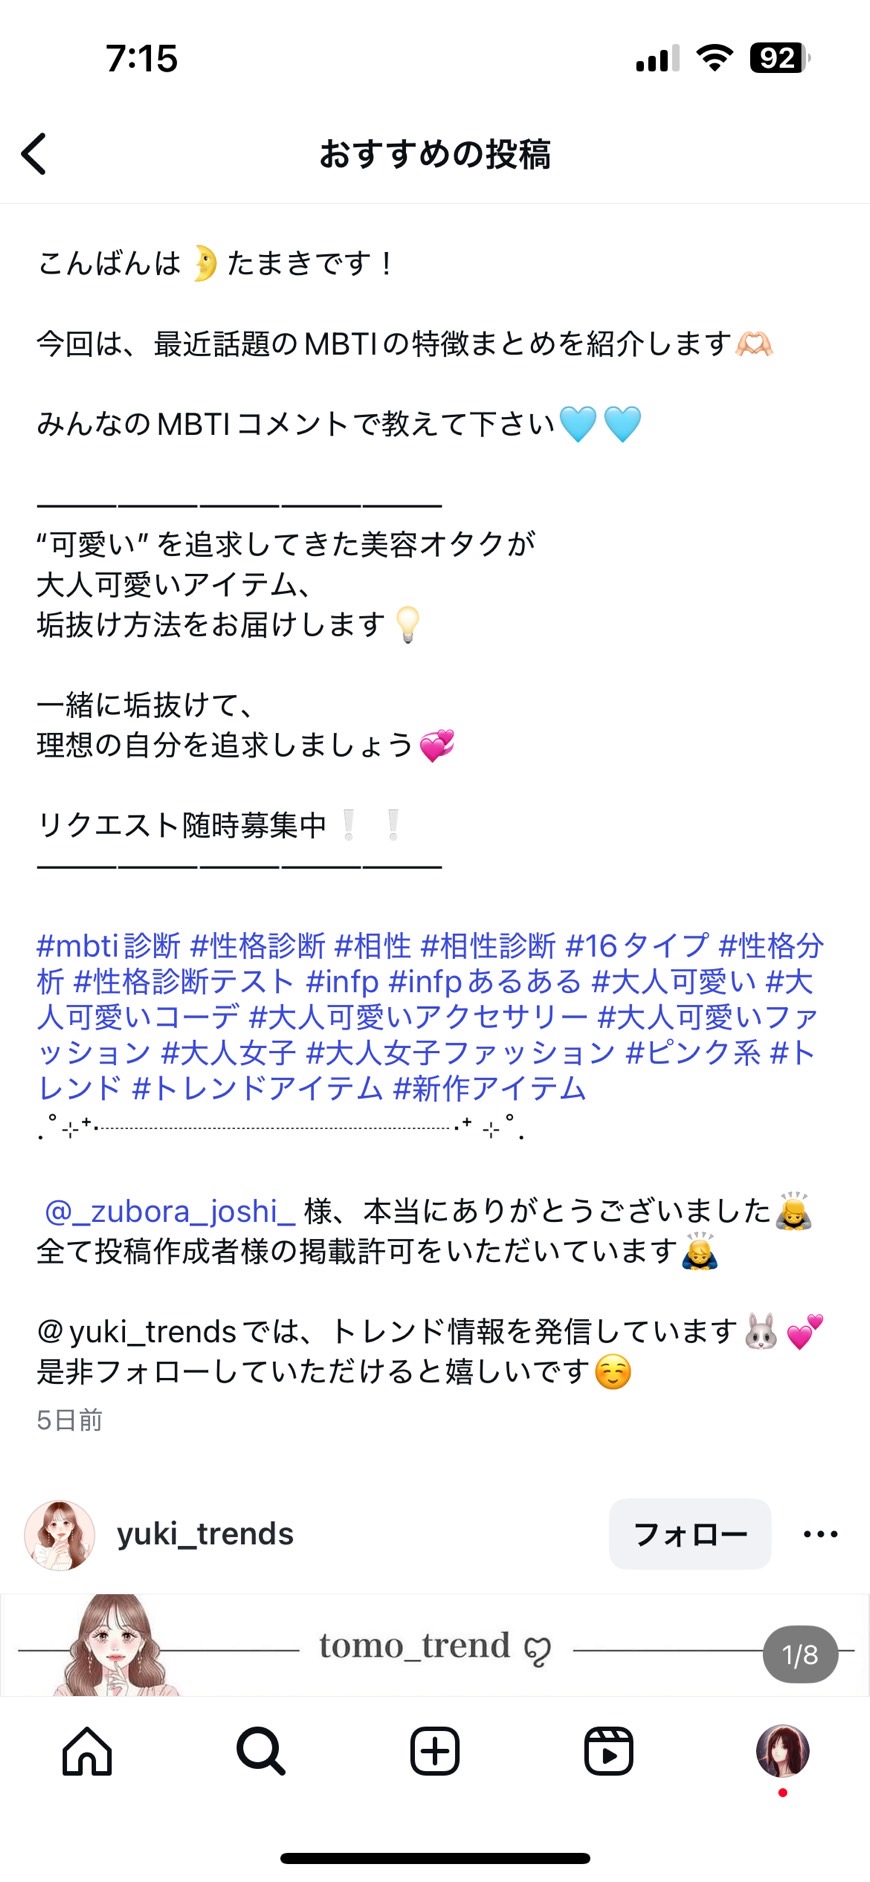 7:15
92
おすすめの投稿
こんばんは🌛たまきです！
今回は、最近話題のMBTIの特徴まとめを紹介します🫶🏻
みんなのMBTIコメントで教えて下さい🩵🩵
—————————————
“可愛い” を追求してきた美容オタクが
大人可愛いアイテム、
垢抜け方法をお届けします💡
一緒に垢抜けて、
理想の自分を追求しましょう💞
リクエスト随時募集中❕❕
—————————————
#mbti診断 #性格診断 #相性 #相性診断 #16タイプ #性格分
析 #性格診断テスト #infp #infpあるある #大人可愛い #大
人可愛いコーデ #大人可愛いアクセサリー #大人可愛いファ
ッション #大人女子 #大人女子ファッション #ピンク系 #ト
レンド #トレンドアイテム #新作アイテム
.˚⊹⁺‧┈┈┈┈┈┈┈┈┈┈┈┈‧⁺ ⊹˚.
@_zubora_joshi_ 様、本当にありがとうございました🙇
全て投稿作成者様の掲載許可をいただいています🙇‍♂️
@yuki_trendsでは、トレンド情報を発信しています🐰💕
是非フォローしていただけると嬉しいです☺️
5日前
yuki_trends
フォロー
tomo_trend ღ
1/8